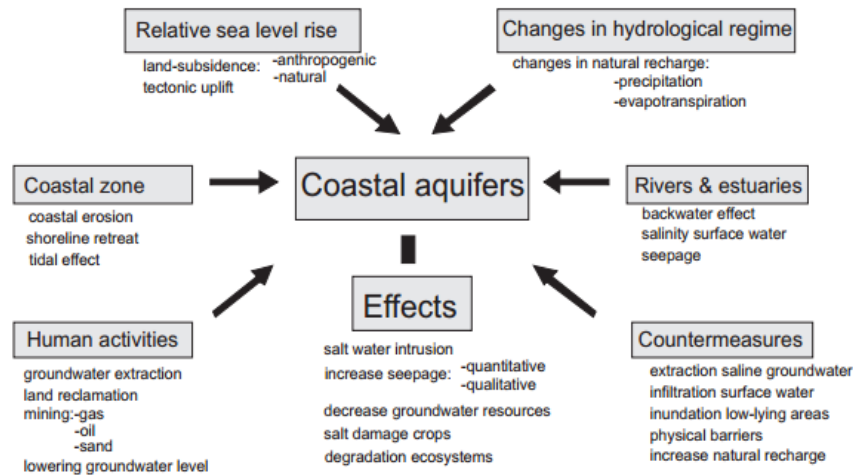 Relative sea level rise
land-subsidence: -anthropogenic
-natural
tectonic uplift
Changes in hydrological regime
changes in natural recharge:
-precipitation
-evapotranspiration
Coastal zone
coastal erosion
shoreline retreat
tidal effect
Coastal aquifers
Rivers & estuaries
backwater effect
salinity surface water
seepage
Human activities
groundwater extraction
land reclamation
mining:-gas
-oil
-sand
lowering groundwater level
Effects
salt water intrusion
increase seepage: -quantitative
-qualitative
decrease groundwater resources
salt damage crops
degradation ecosystems
Countermeasures
extraction saline groundwater
infiltration surface water
inundation low-lying areas
physical barriers
increase natural recharge